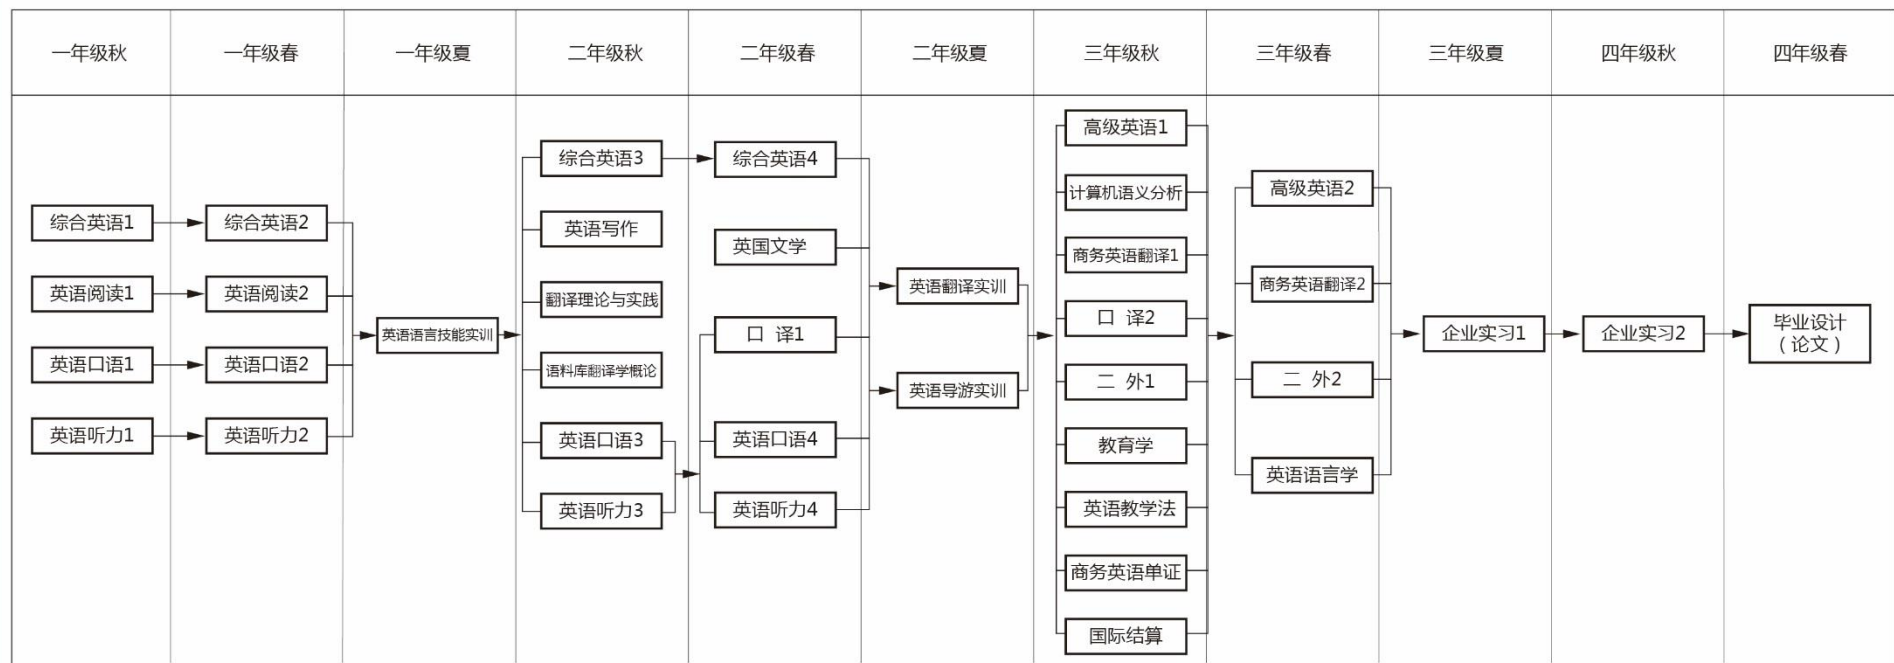 一年级秋
一年级春
一年级夏
二年级秋
二年级春
二年级夏
三年级秋
三年级春
三年级夏
四年级秋
四年级春
综合英语1
英语阅读1
英语口语1
英语听力1
综合英语2
英语阅读2
英语口语2
英语听力2
英语语言技能实训
综合英语3
英语写作
翻译理论与实践
语料库翻译学概论
英语口语3
英语听力3
综合英语4
英国文学
口 译1
英语口语4
英语听力4
英语翻译实训
英语导游实训
高级英语1
计算机语义分析
商务英语翻译1
口 译2
二 外1
教育学
英语教学法
商务英语单证
国际结算
高级英语2
商务英语翻译2
二 外2
英语语言学
企业实习1
企业实习2
毕业设计
（论文）